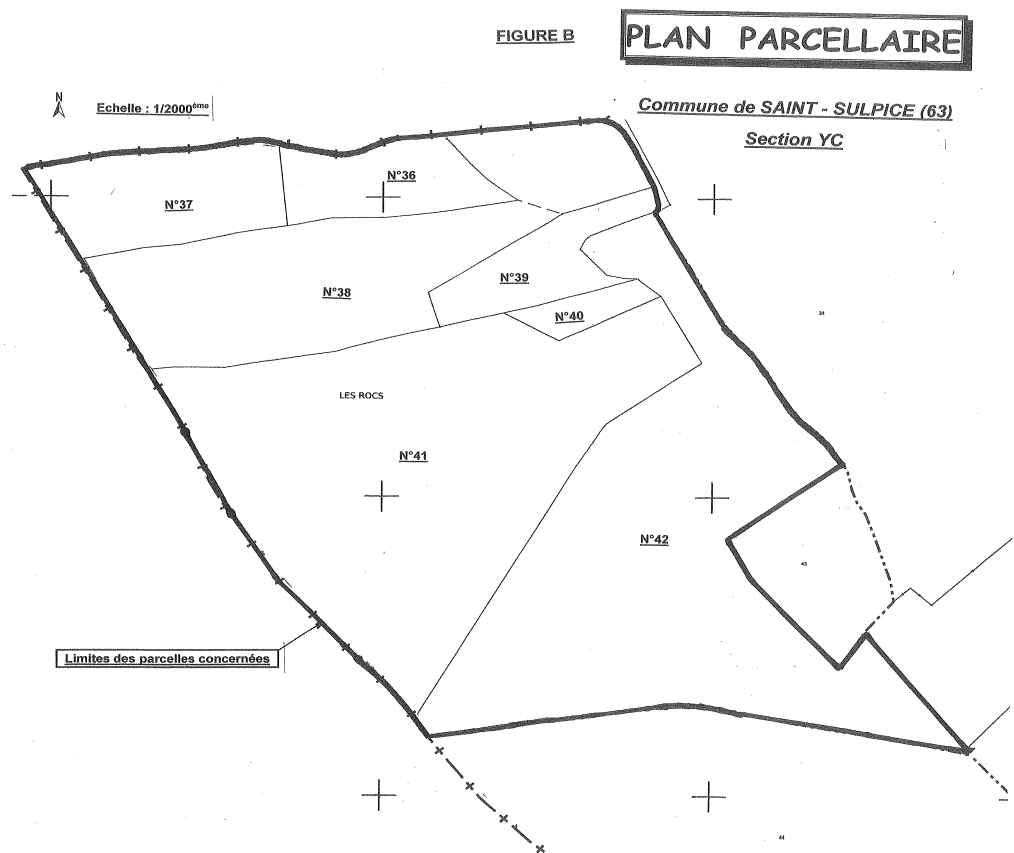 FIGURE B
PLAN PARCELLAIRE
N
Echelle : 1/2000ème
Commune de SAINT - SULPICE (63)
Section YC
N°36
N°37
N°38
N°39
N°40
34
LES ROCS
N°41
N°42
43
Limites des parcelles concernées
44